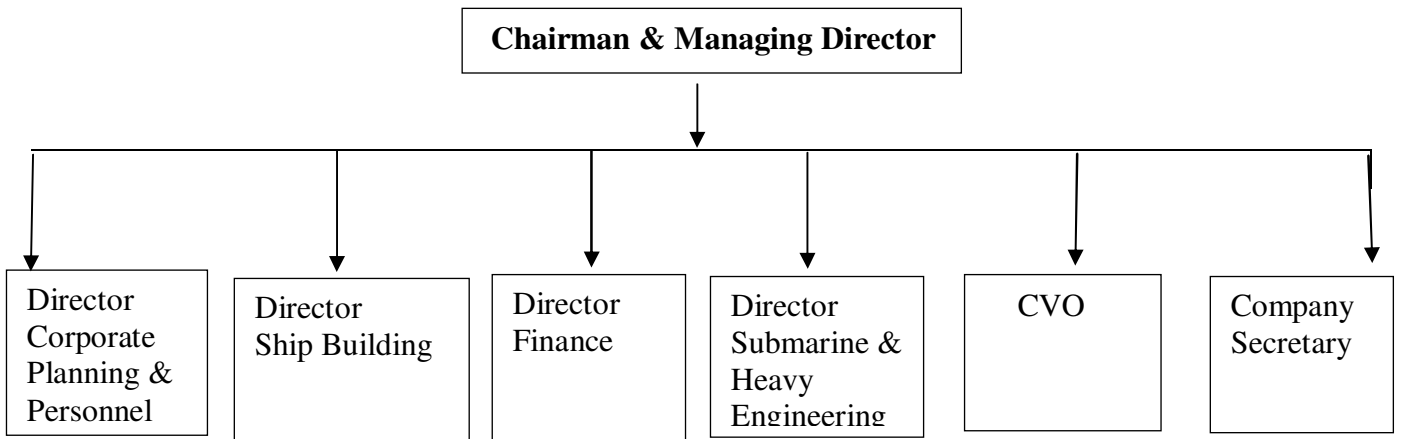 Chairman & Managing Director
Director
Corporate
Planning &
Personnel
Director
Ship Building
Director
Finance
Director
Submarine &
Heavy
Engineering
CVO
Company
Secretary